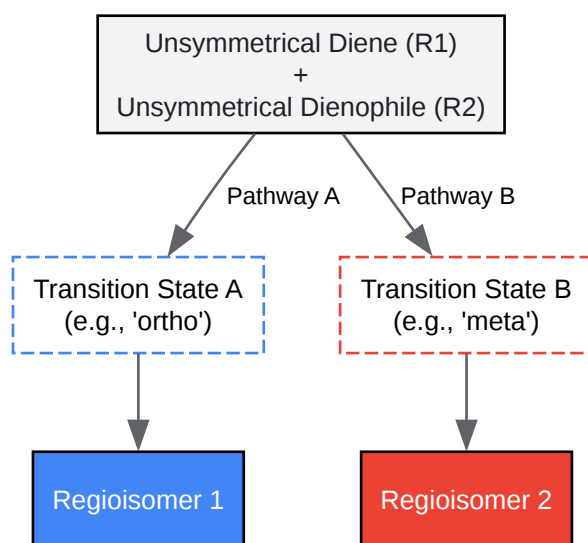 Unsymmetrical Diene (R1)
+
Unsymmetrical Dienophile (R2)
Pathway A
Pathway B
Transition State A
(e.g., 'ortho')
Transition State B
(e.g., 'meta')
Regioisomer 1
Regioisomer 2